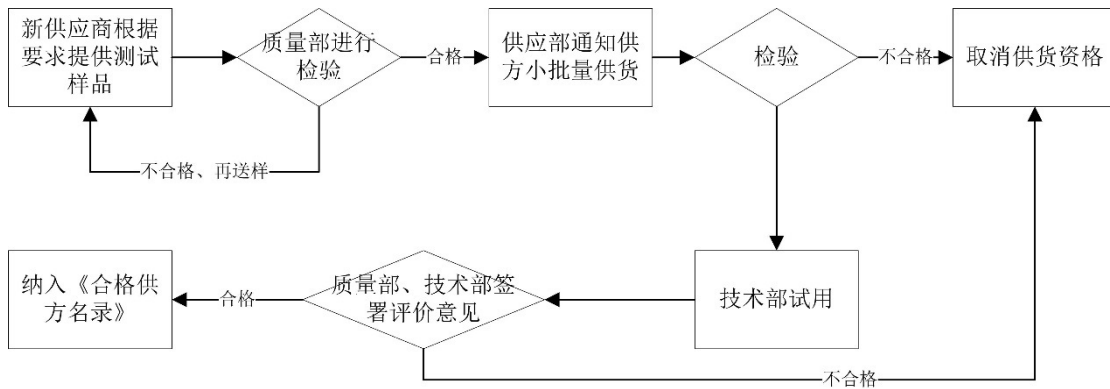 新供应商根据
要求提供测试
样品
质量部进行
检验
合格
供应部通知供
方小批量供货
检验
不合格
取消供货资格
不合格、再送样
纳入《合格供
方名录》
合格
质量部、技术部签
署评价意见
技术部试用
不合格